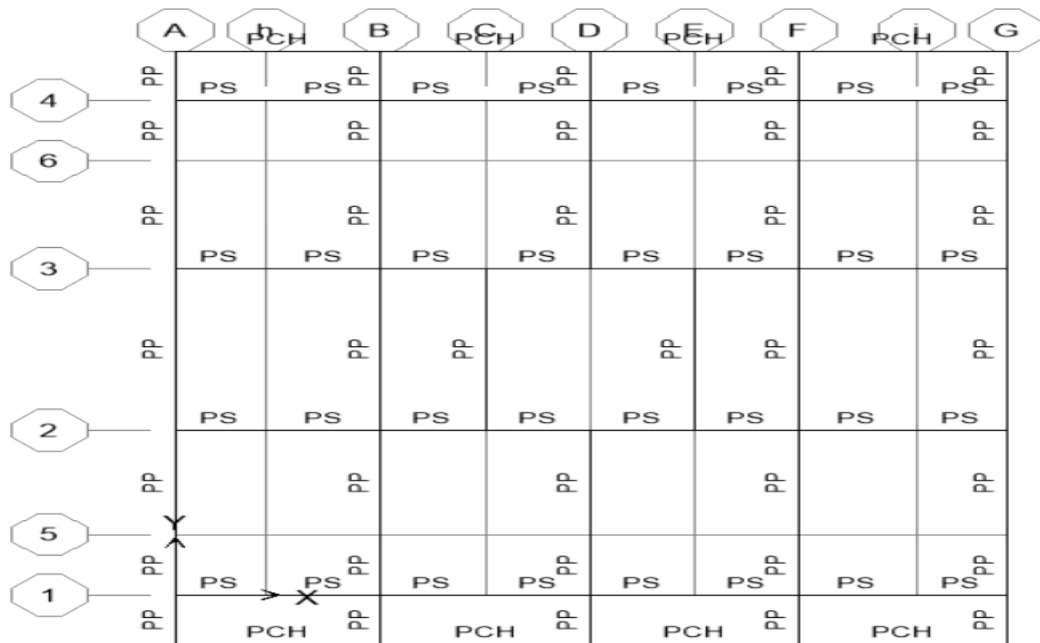 A h B C D E F i G
PCH PCH PCH PCH
PP PP PP PP PP
PS PS PS PS PS PS PS PS
4
PP PP PP PP PP
6
PP PP PP PP PP
PS PS PS PS PS PS PS PS
3
PP PP PP PP PP PP
PS PS PS PS PS PS PS PS
2
PP PP PP PP PP
Y
5
PP PP PP PP PP
PS PS PS PS PS PS PS PS
1
X
PP PP PP PP PP
PCH PCH PCH PCH